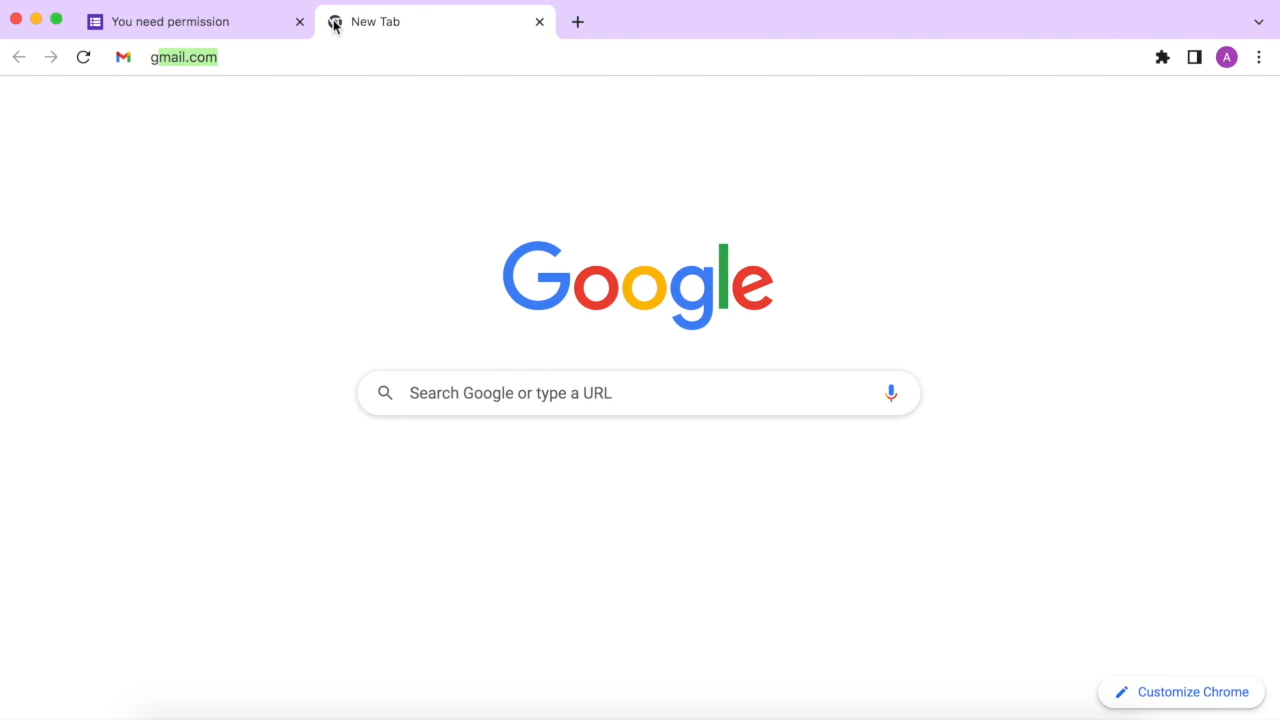 You need permission
New Tab
gmail.com
A
Google
Search Google or type a URL
Customize Chrome